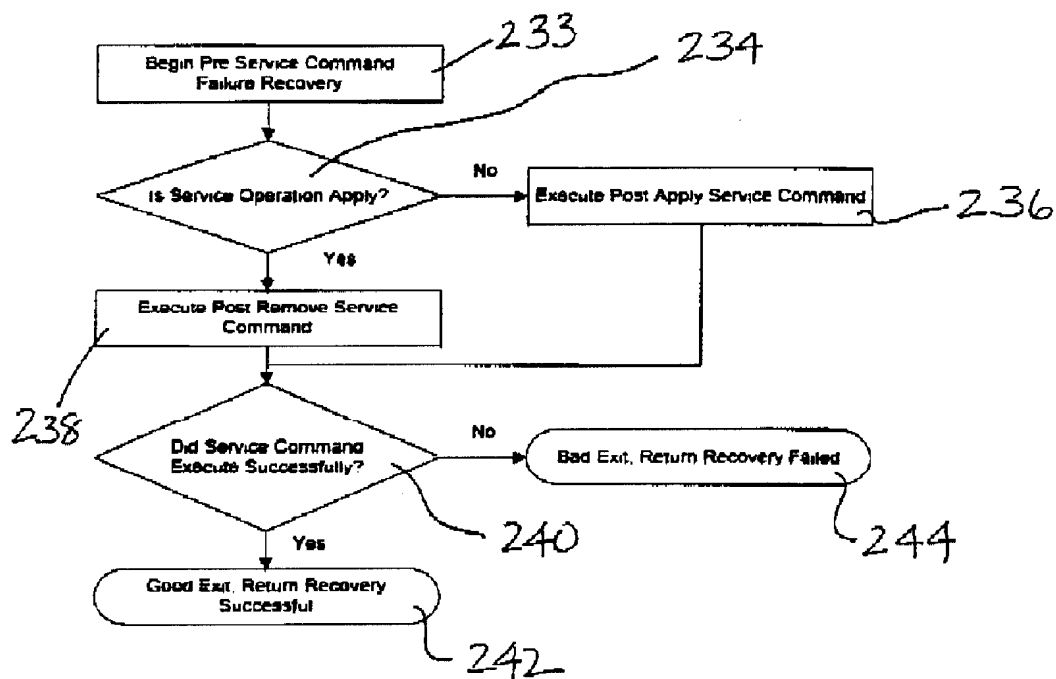 233
Begin Pre Service Command
Failure Recovery
234
Is Service Operation Apply?
No
Execute Post Apply Service Command
236
Yes
Execute Post Remove Service
Command
238
Did Service Command
Execute Successfully?
No
Bad Exit, Return Recovery Failed
240
244
Yes
Good Exit, Return Recovery
Successful
242